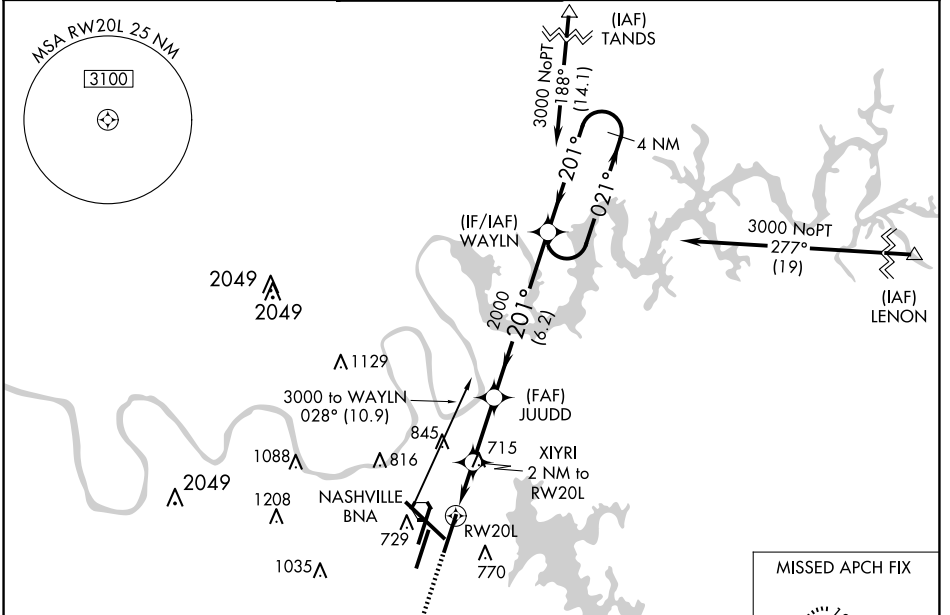 MSA RW20L 25 NM
3100
(IAF)
TANDS
3000 NoPT
188°
(14.1)
201°
4 NM
021°
(IF/IAF)
WAYLN
3000 NoPT
277°
(19)
(IAF)
LENON
2049
2049
2000
201°
(6.2)
1129
3000 to WAYLN
028° (10.9)
(FAF)
JUUDD
845
715
XIYRI
2 NM to
RW20L
1088
816
2049
1208
NASHVILLE
BNA
729
RW20L
1035
770
MISSED APCH FIX